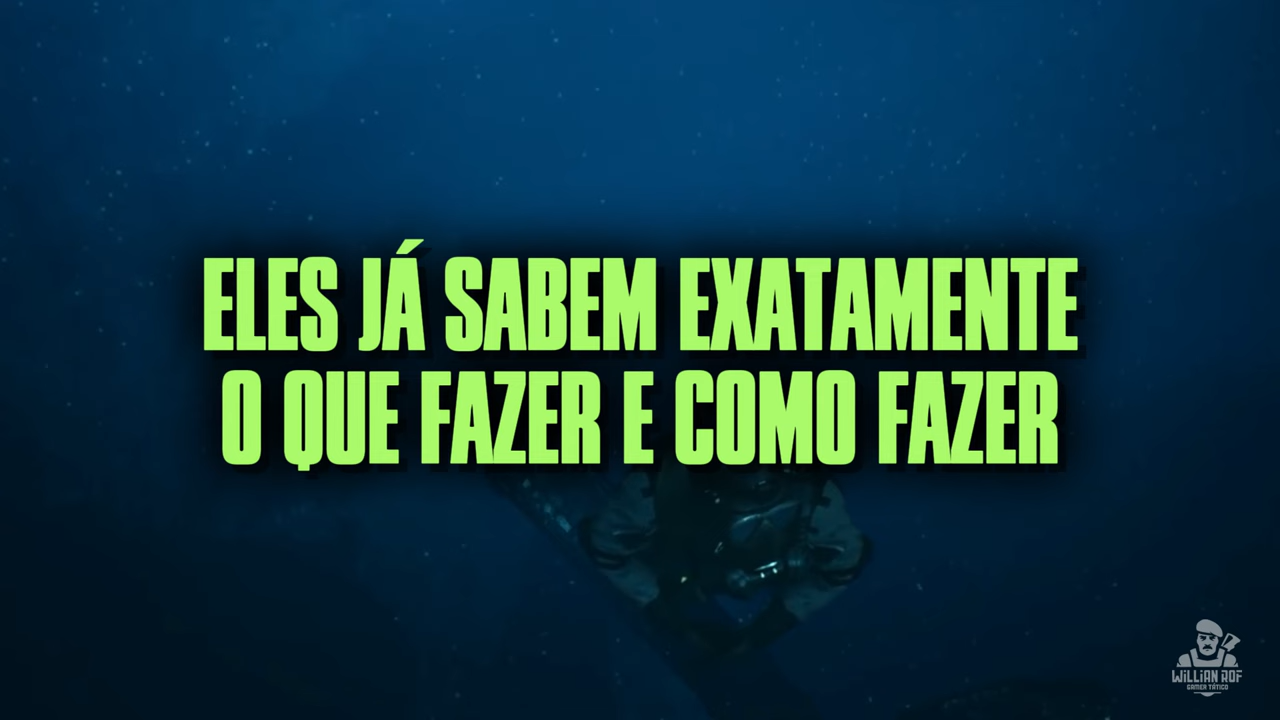 ELES JÁ SABEM EXATAMENTE
O QUE FAZER E COMO FAZER
WILLIAN ROF
GAMER TÁTICO